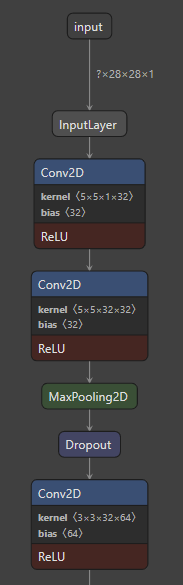 input
?×28×28×1
InputLayer
Conv2D
kernel ⟨5×5×1×32⟩
bias ⟨32⟩
ReLU
Conv2D
kernel ⟨5×5×32×32⟩
bias ⟨32⟩
ReLU
MaxPooling2D
Dropout
Conv2D
kernel ⟨3×3×32×64⟩
bias ⟨64⟩
ReLU